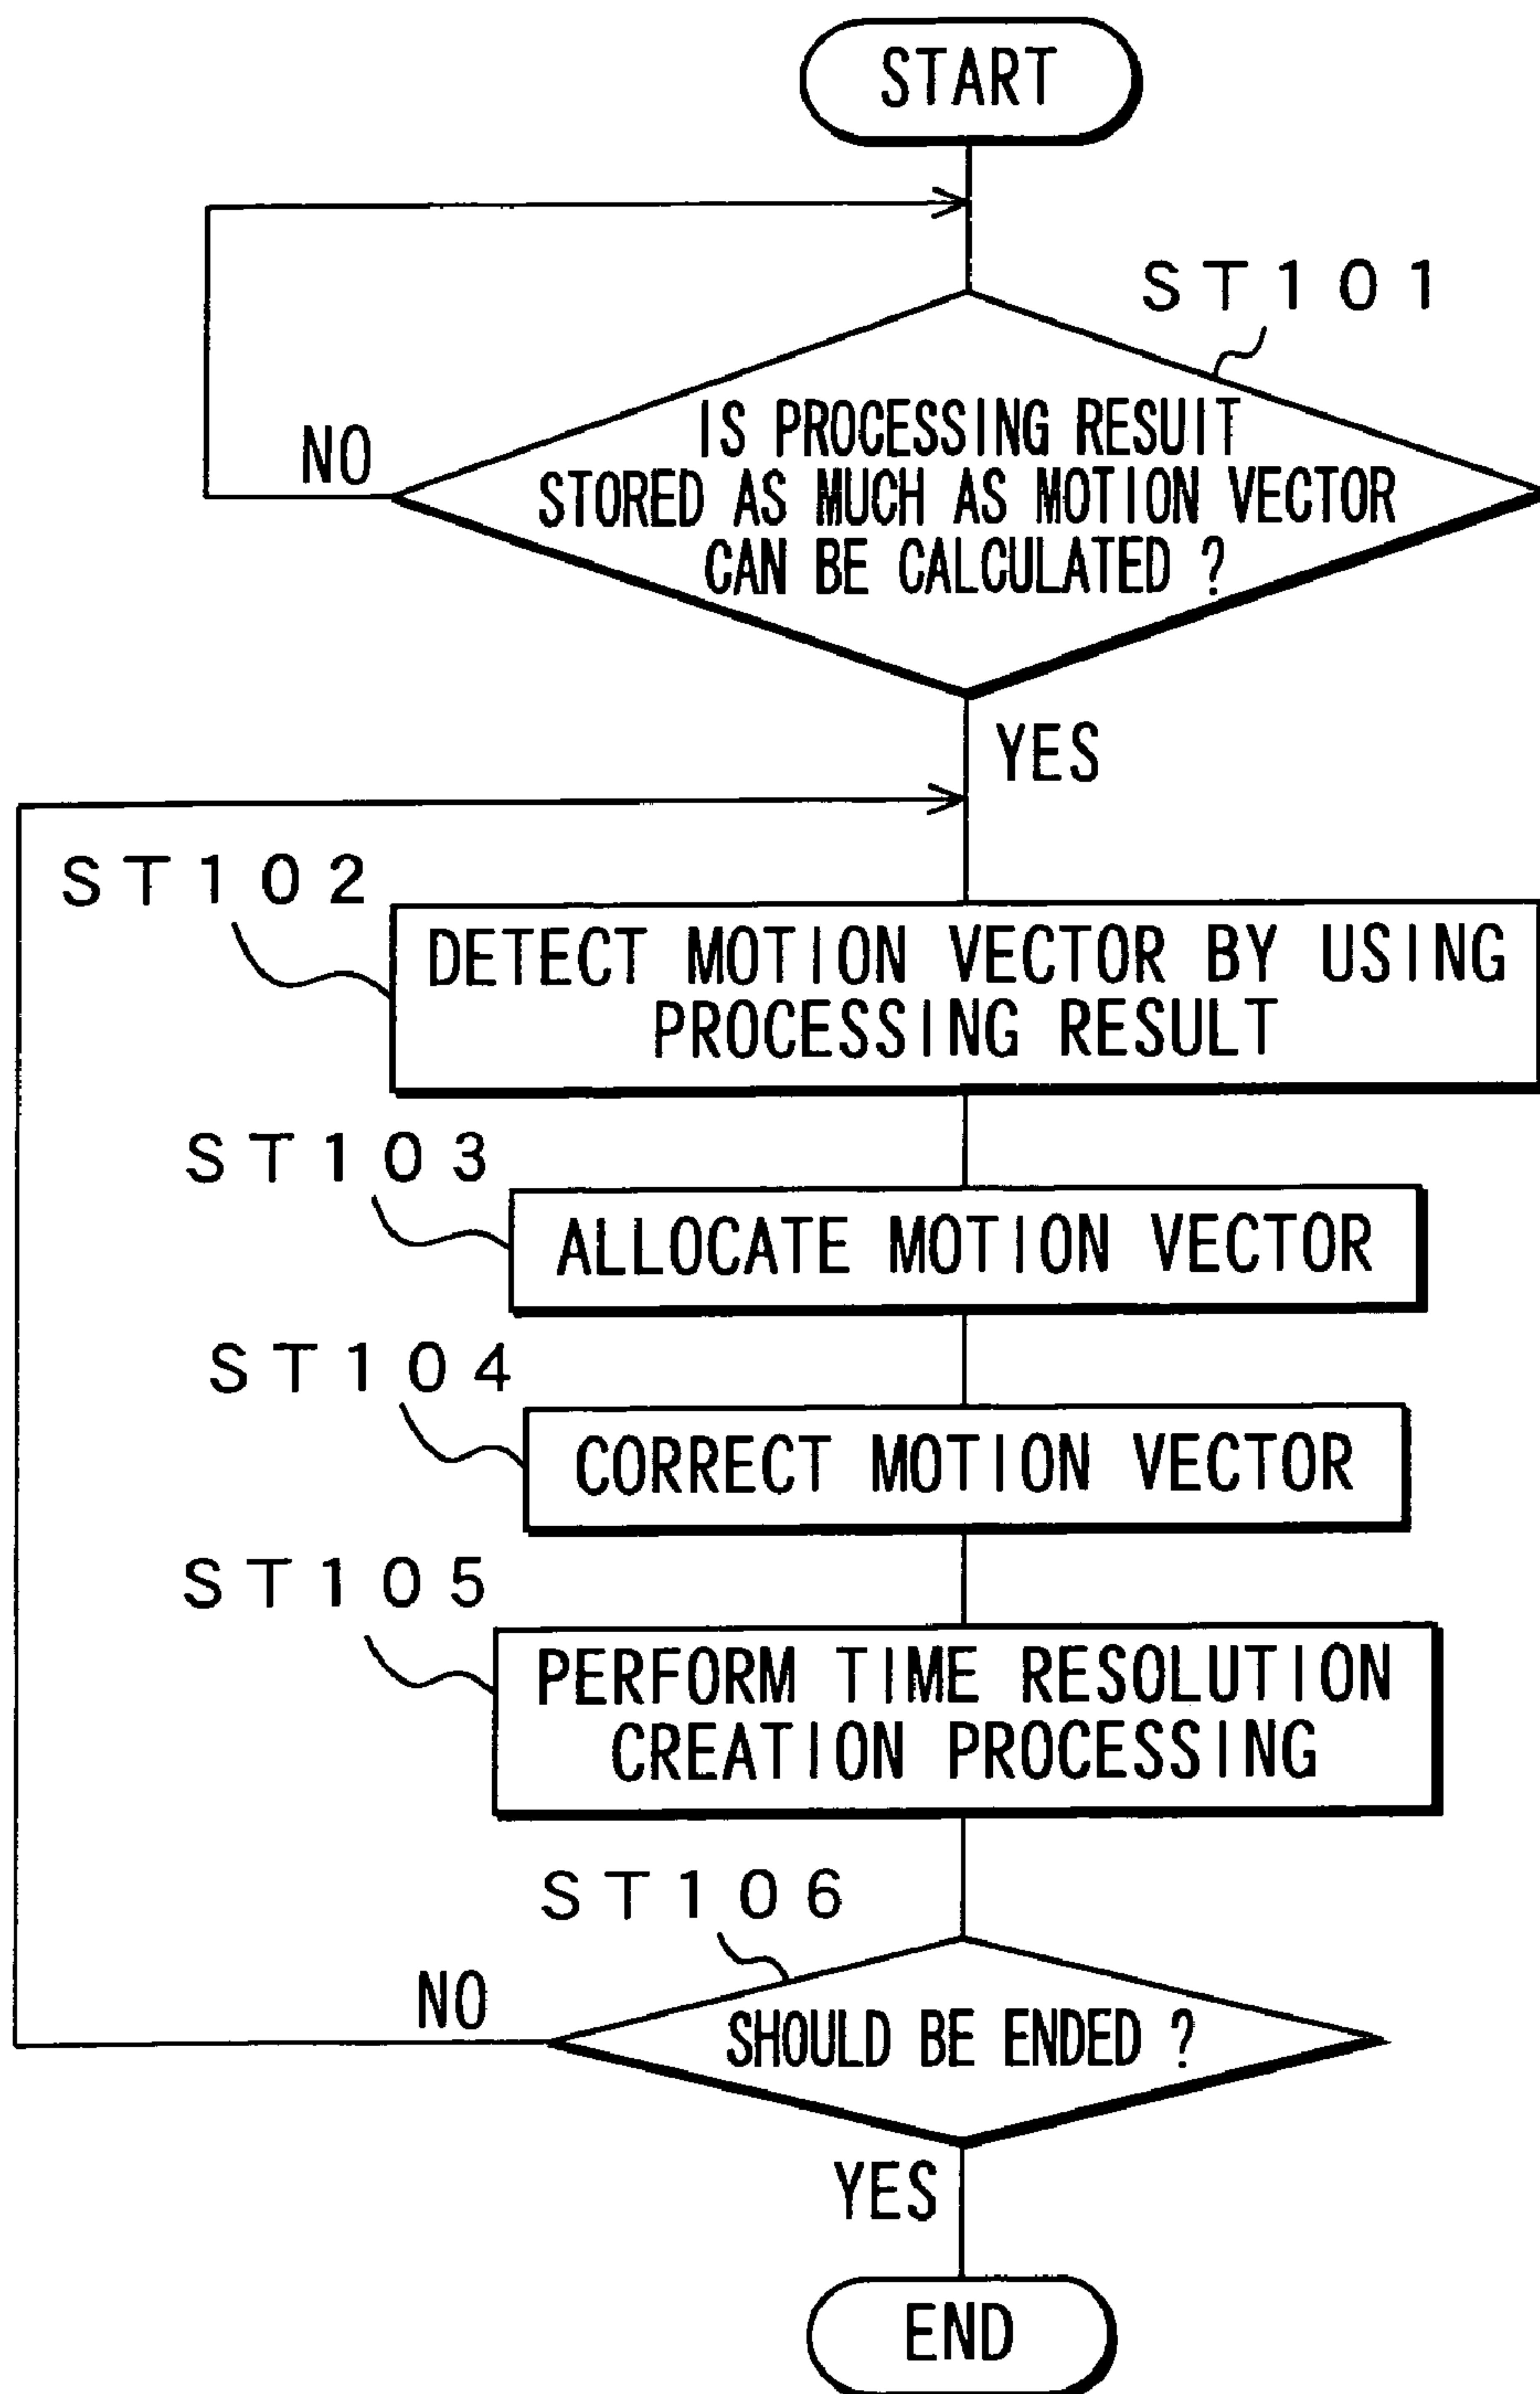 START
ST101
IS PROCESSING RESUIT
STORED AS MUCH AS MOTION VECTOR
CAN BE CALCULATED ?
NO
YES
ST102
DETECT MOTION VECTOR BY USING
PROCESSING RESULT
ST103
ALLOCATE MOTION VECTOR
ST104
CORRECT MOTION VECTOR
ST105
PERFORM TIME RESOLUTION
CREATION PROCESSING
ST106
NO
SHOULD BE ENDED ?
YES
END